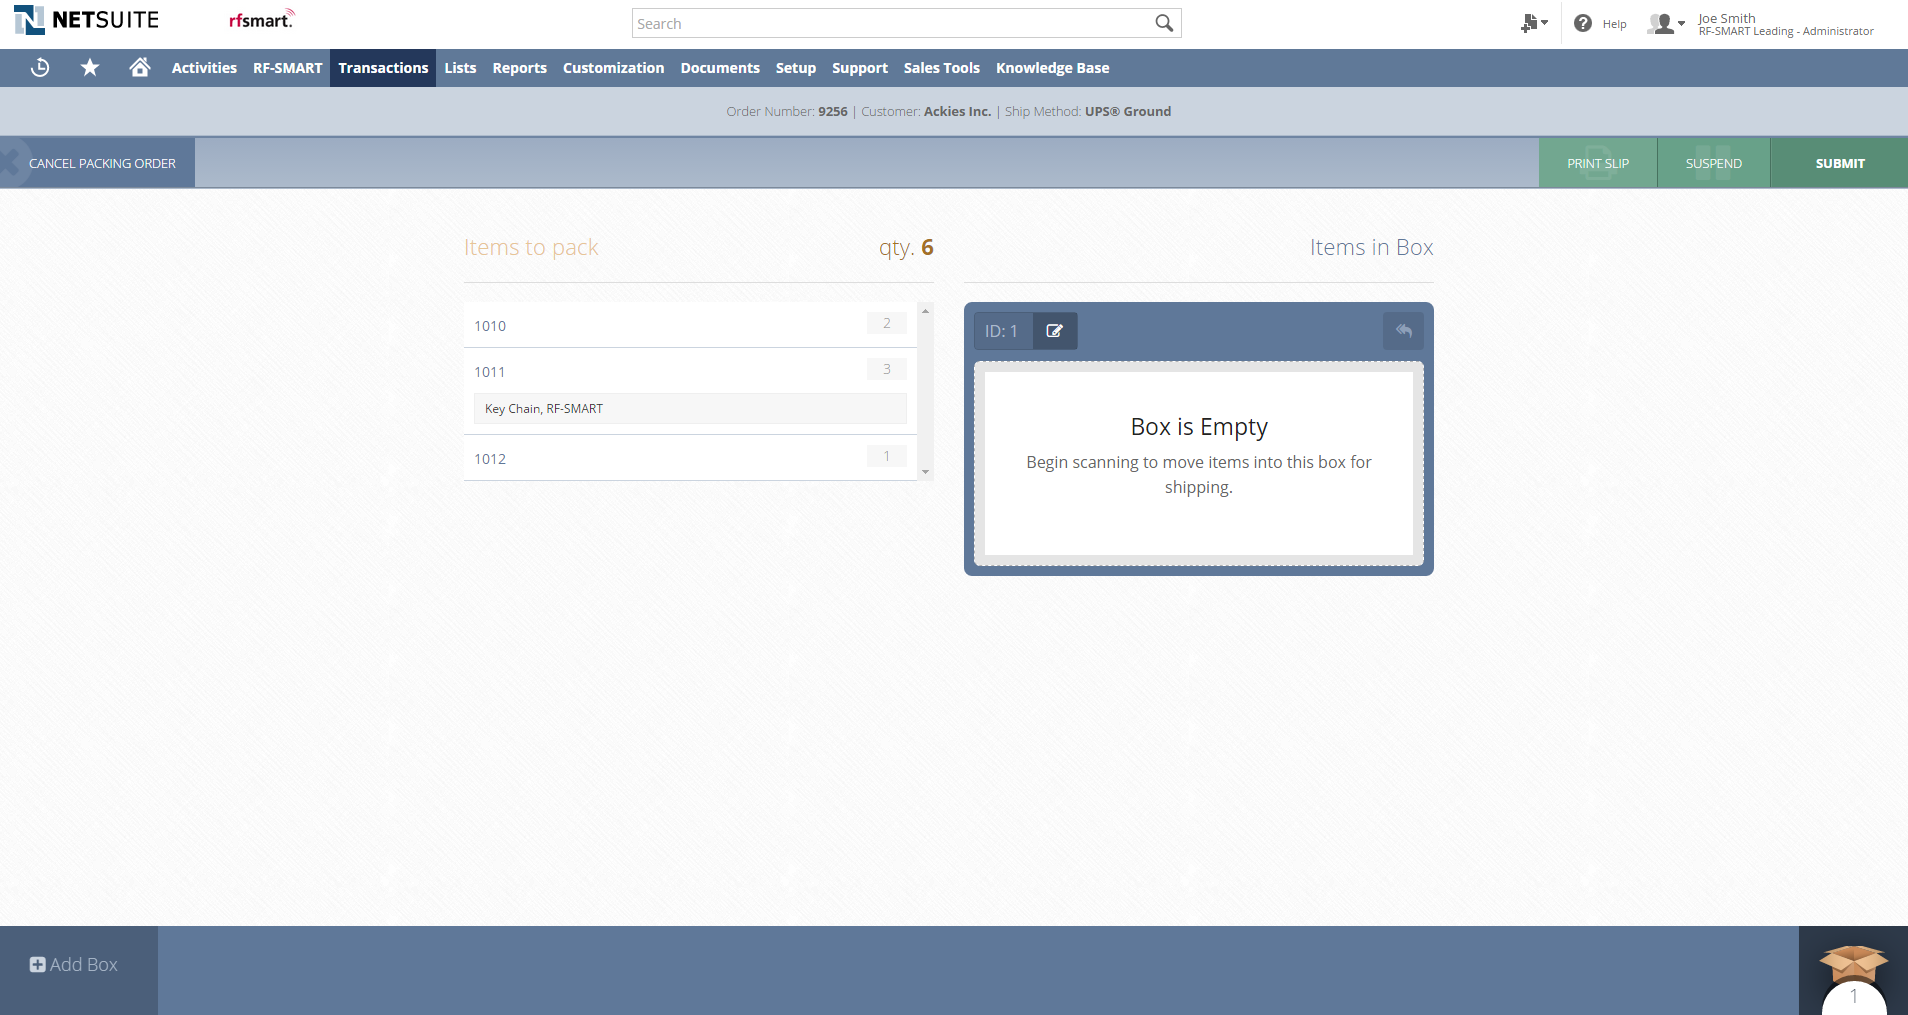 NETSUITE
rfsmart.
Search
Help
Joe Smith
RF-SMART Leading - Administrator
Activities RF-SMART Transactions Lists Reports Customization Documents Setup Support Sales Tools Knowledge Base
Order Number: 9256 | Customer: Ackies Inc. | Ship Method: UPS® Ground
CANCEL PACKING ORDER
PRINT SLIP
SUSPEND
SUBMIT
Items to pack
qty. 6
Items in Box
1010
2
1011
3
Key Chain, RF-SMART
1012
1
ID: 1
Box is Empty
Begin scanning to move items into this box for
shipping.
Add Box
1